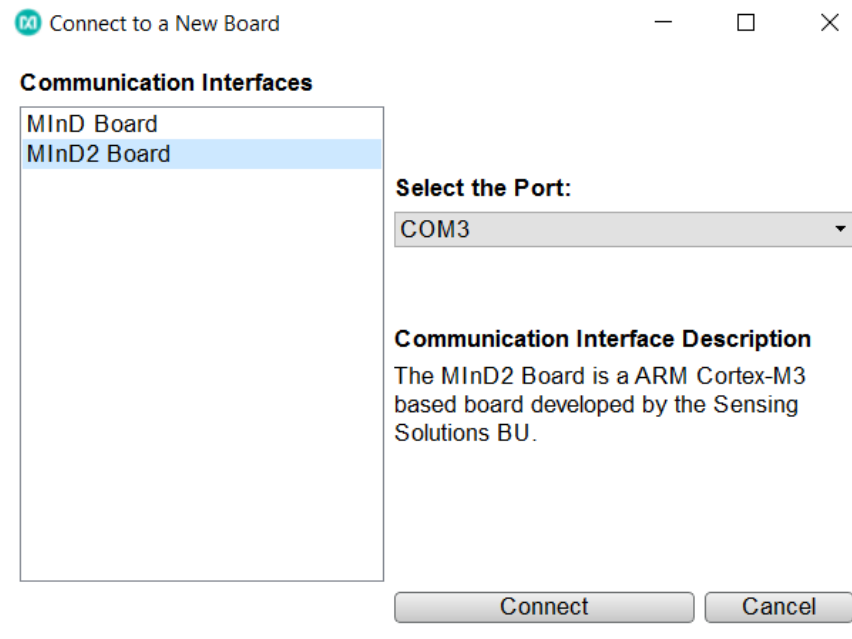 Connect to a New Board
Communication Interfaces
MInD Board
MInD2 Board
Select the Port:
COM3
Communication Interface Description
The MInD2 Board is a ARM Cortex-M3
based board developed by the Sensing
Solutions BU.
Connect
Cancel